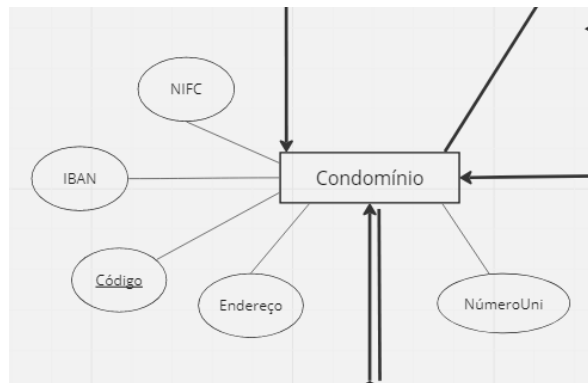 NIFC
IBAN
Condomínio
Código
Endereço
NúmeroUni